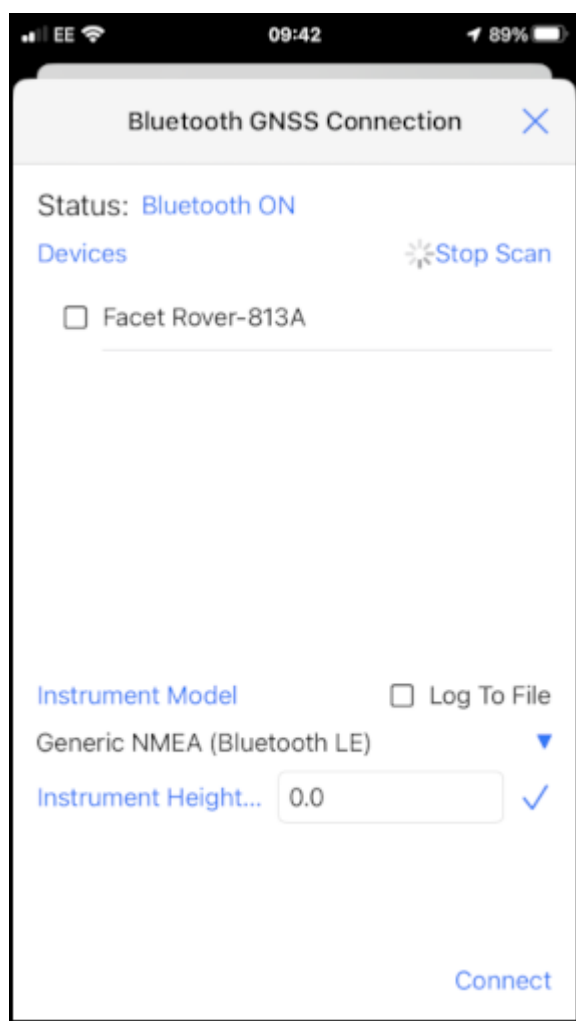 EE 09:42 89%
Bluetooth GNSS Connection
Status: Bluetooth ON
Devices Stop Scan
Facet Rover-813A
Instrument Model Log To File
Generic NMEA (Bluetooth LE)
Instrument Height... 0.0
Connect